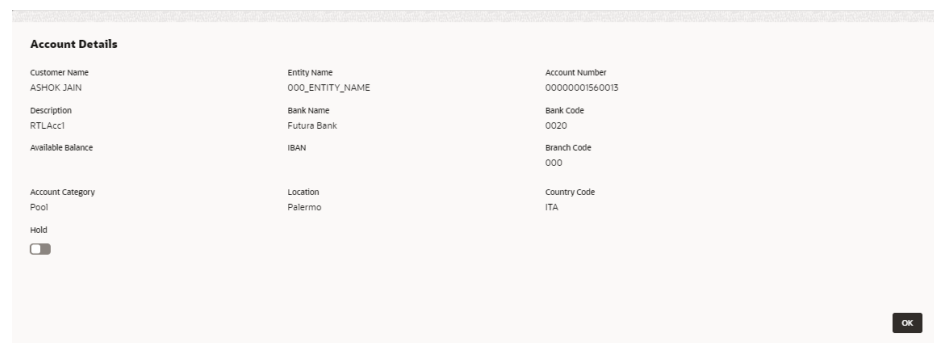 Account Details
Customer Name Entity Name Account Number
ASHOK JAIN 000_ENTITY_NAME 00000001560013
Description Bank Name Bank Code
RTLAcc1 Futura Bank 0020
Available Balance IBAN Branch Code
000
Account Category Location Country Code
Pool Palermo ITA
Hold
OK